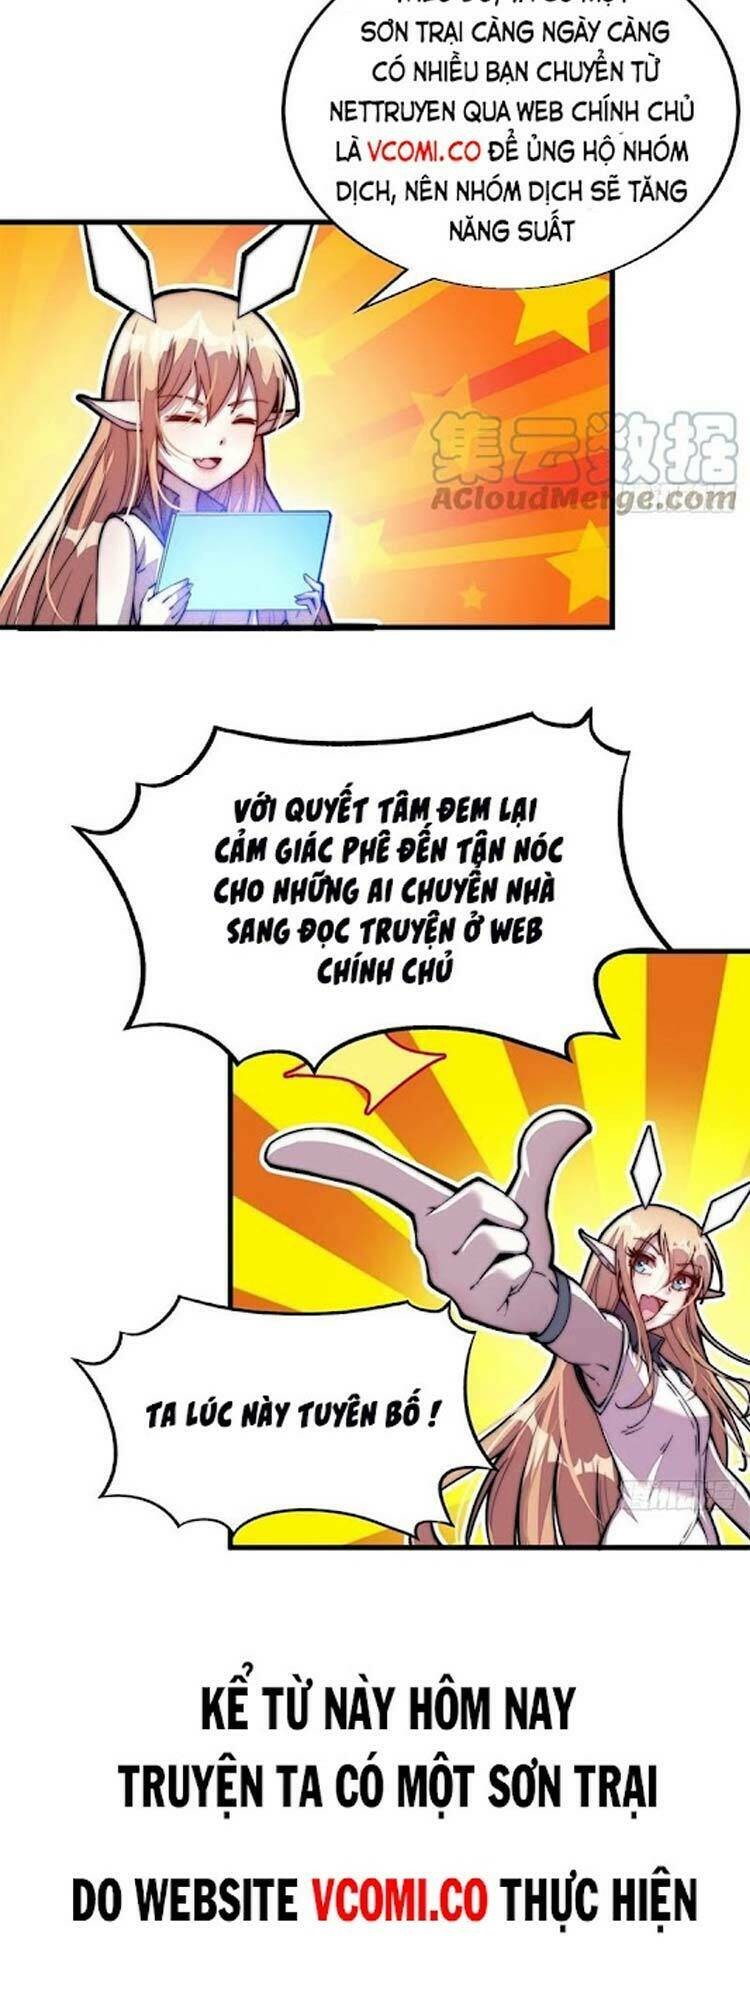 SƠN TRẠI CÀNG NGÀY CÀNG
CÓ NHIỀU BẠN CHUYỂN TỪ
NETTRUYEN QUA WEB CHÍNH CHỦ
LÀ VCOMI.CO ĐỂ ỦNG HỘ NHÓM
DỊCH, NÊN NHÓM DỊCH SẼ TĂNG
NĂNG SUẤT
集云数据
ACloudMerge.com
VỚI QUYẾT TÂM ĐEM LẠI
CẢM GIÁC PHÊ ĐẾN TẬN NÓC
CHO NHỮNG AI CHUYỂN NHÀ
SANG ĐỌC TRUYỆN Ở WEB
CHÍNH CHỦ
TA LÚC NÀY TUYÊN BỐ !
KỂ TỪ NÀY HÔM NAY
TRUYỆN TA CÓ MỘT SƠN TRẠI
DO WEBSITE VCOMI.CO THỰC HIỆN